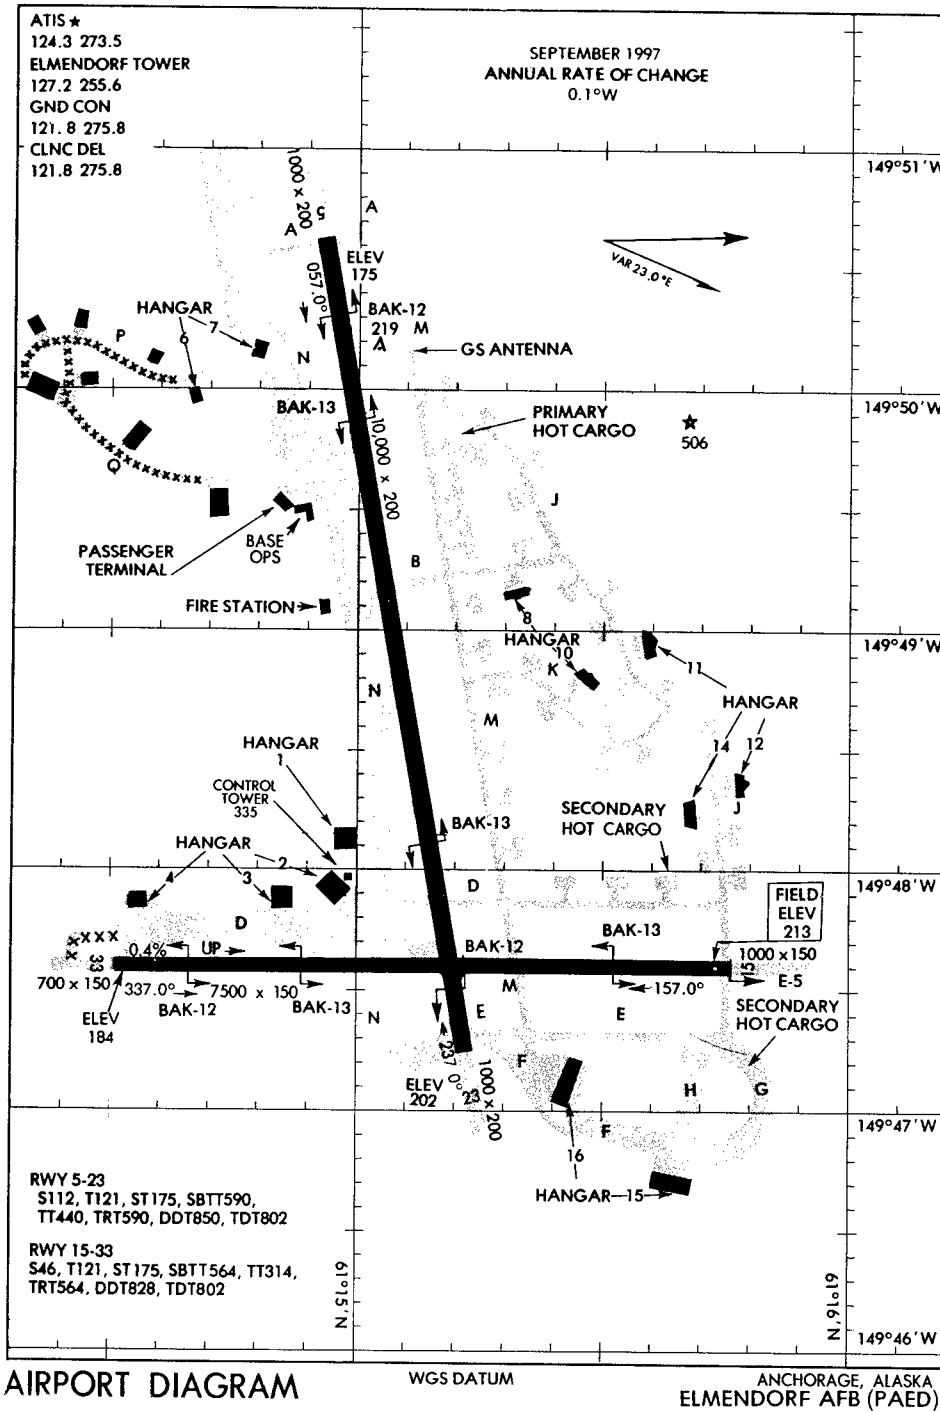 ATIS ★
124.3 273.5
ELMENDORF TOWER
127.2 255.6
GND CON
121.8 275.8
CLNC DEL
121.8 275.8
SEPTEMBER 1997
ANNUAL RATE OF CHANGE
0.1°W
149°51'W
1000 x 200
5
A
A
ELEV
175
VAR 23.0°E
057.0°
HANGAR
7
6
P
BAK-12
219
M
A
N
GS ANTENNA
149°50'W
BAK-13
PRIMARY
HOT CARGO
506
10,000 x 200
Q
J
PASSENGER
TERMINAL
BASE
OPS
B
FIRE STATION
8
HANGAR
10
K
149°49'W
11
N
HANGAR
M
14
12
HANGAR
1
CONTROL
TOWER
335
J
BAK-13
SECONDARY
HOT CARGO
HANGAR
2
3
4
149°48'W
D
D
FIELD
ELEV
213
BAK-13
0.4%
UP
BAK-12
1000 x 150
33
15
E-5
700 x 150
337.0°
7500 x 150
M
157.0°
BAK-12
BAK-13
N
E
E
SECONDARY
HOT CARGO
ELEV
184
237.0°
F
ELEV
202
23
1000 x 200
H
G
149°47'W
F
16
HANGAR
15
RWY 5-23
S112, T121, ST175, SBTT590,
TT440, TRT590, DDT850, TDT802
RWY 15-33
S46, T121, ST175, SBTT564, TT314,
TRT564, DDT828, TDT802
61°15'N
61°16'N
149°46'W
AIRPORT DIAGRAM
WGS DATUM
ANCHORAGE, ALASKA
ELMENDORF AFB (PAED)